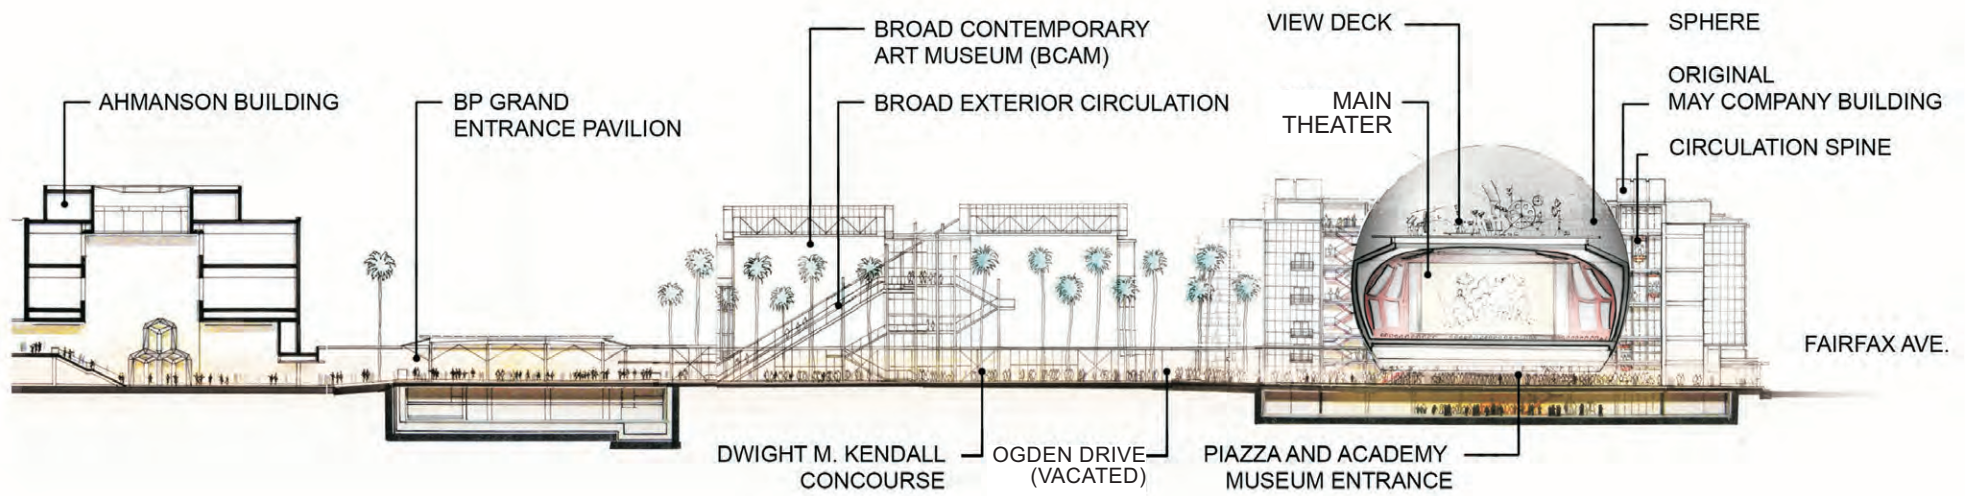 AHMANSON BUILDING
BP GRAND
ENTRANCE PAVILION
BROAD CONTEMPORARY
ART MUSEUM (BCAM)
BROAD EXTERIOR CIRCULATION
VIEW DECK
MAIN
THEATER
SPHERE
ORIGINAL
MAY COMPANY BUILDING
CIRCULATION SPINE
FAIRFAX AVE.
DWIGHT M. KENDALL
CONCOURSE
OGDEN DRIVE
(VACATED)
PIAZZA AND ACADEMY
MUSEUM ENTRANCE